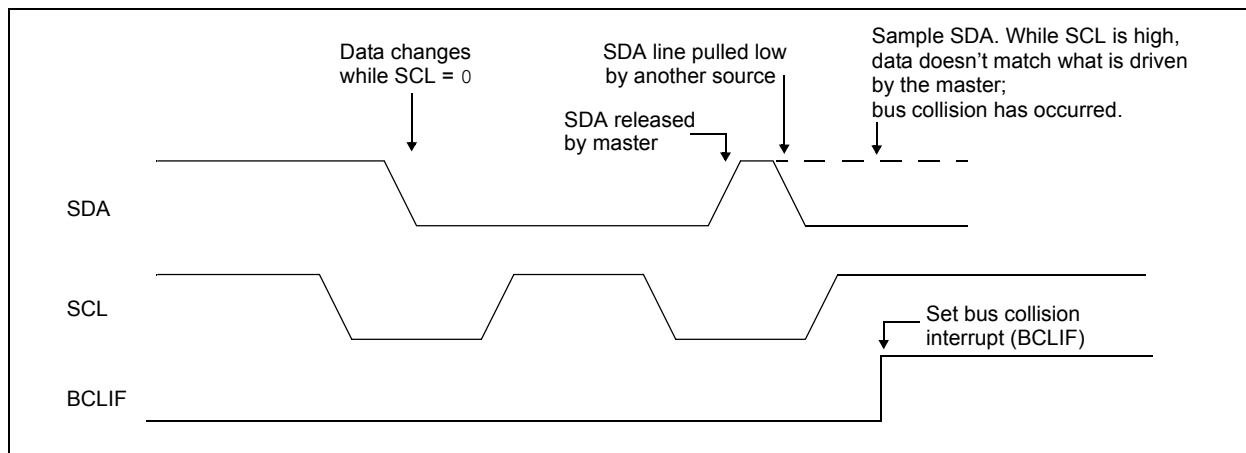 Data changes
while SCL = 0
SDA line pulled low
by another source
Sample SDA. While SCL is high,
data doesn’t match what is driven
by the master;
bus collision has occurred.
SDA released
by master
SDA
SCL
Set bus collision
interrupt (BCLIF)
BCLIF